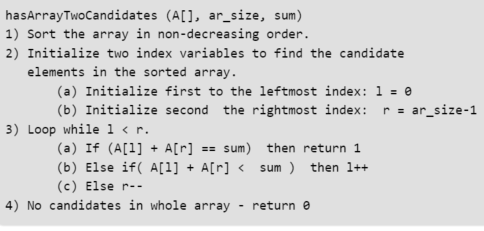 hasArrayTwoCandidates (A[], ar_size, sum)
1) Sort the array in non-decreasing order.
2) Initialize two index variables to find the candidate
elements in the sorted array.
(a) Initialize first to the leftmost index: l = 0
(b) Initialize second the rightmost index: r = ar_size-1
3) Loop while l < r.
(a) If (A[l] + A[r] == sum) then return 1
(b) Else if( A[l] + A[r] < sum ) then l++
(c) Else r--
4) No candidates in whole array - return 0